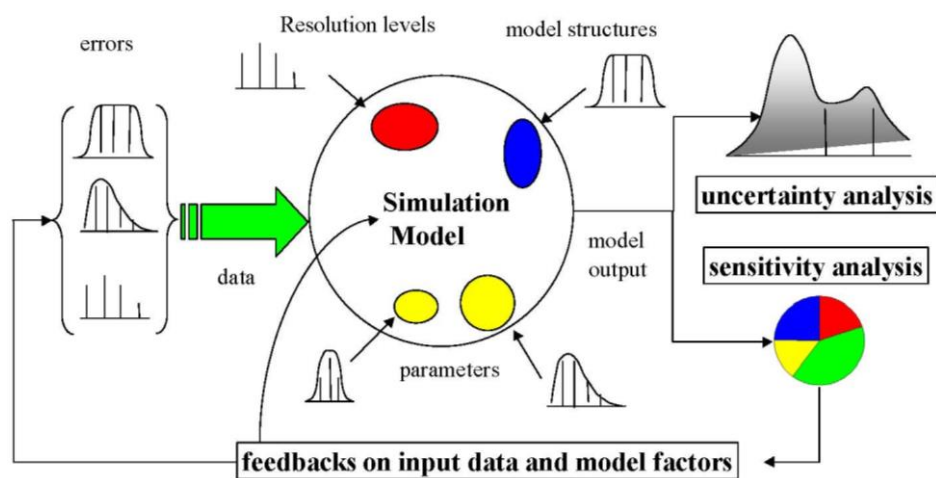 Resolution levels
model structures
errors
Simulation
Model
data
model
output
uncertainty analysis
sensitivity analysis
parameters
feedbacks on input data and model factors